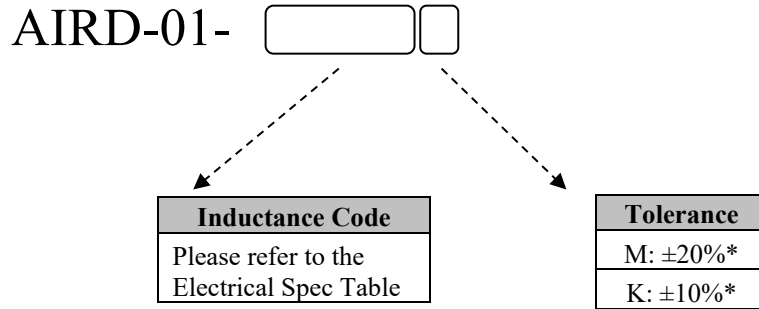 AIRD-01-
Inductance Code
Please refer to the
Electrical Spec Table
Tolerance
M: ±20%*
K: ±10%*